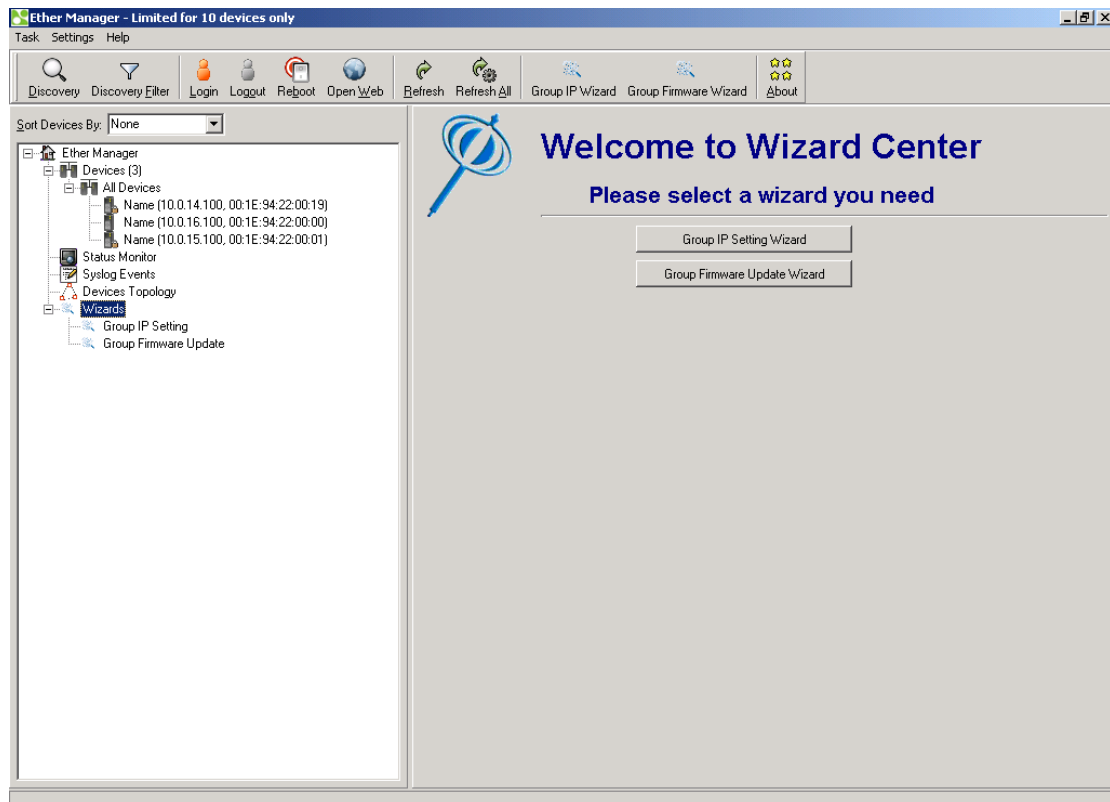 Ether Manager - Limited for 10 devices only
Task Settings Help
Discovery Discovery Filter Login Logout Reboot Open Web Refresh Refresh All Group IP Wizard Group Firmware Wizard About
Sort Devices By: None
Ether Manager
Devices (3)
All Devices
Name (10.0.14.100, 00:1E:94:22:00:19)
Name (10.0.16.100, 00:1E:94:22:00:00)
Name (10.0.15.100, 00:1E:94:22:00:01)
Status Monitor
Syslog Events
Devices Topology
Wizards
Group IP Setting
Group Firmware Update
Welcome to Wizard Center
Please select a wizard you need
Group IP Setting Wizard
Group Firmware Update Wizard